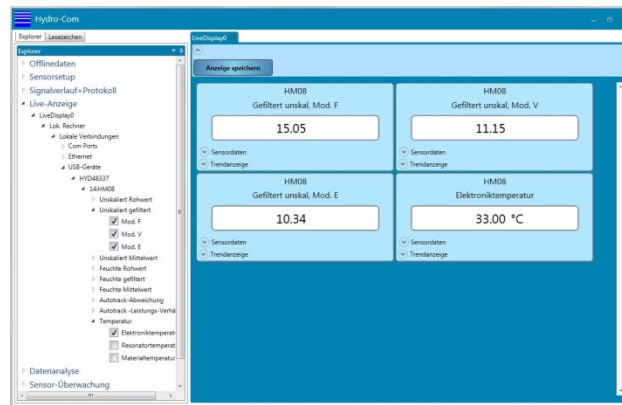 Hydro-Com
Explorer Lesezeichen
Explorer
Offlinedaten
Sensorsetup
Signalverlauf+Protokoll
Live-Anzeige
LiveDisplay0
Lok. Rechner
Lokale Verbindungen
Com Ports
Ethernet
USB-Geräte
HYD48337
14:HM08
Unskaliert Rohwert
Unskaliert gefiltert
Mod. F
Mod. V
Mod. E
Unskaliert Mittelwert
Feuchte Rohwert
Feuchte gefiltert
Feuchte Mittelwert
Autotrack-Abweichung
Autotrack -Leistungs-Verhä
Temperatur
Elektroniktemperat
Resonatortemperat
Materialtemperatur
Datenanalyse
Sensor-Überwachung
LiveDisplay0
Anzeige speichern
HM08
Gefiltert unskal, Mod. F
15.05
Sensordaten
Trendanzeige
HM08
Gefiltert unskal, Mod. V
11.15
Sensordaten
Trendanzeige
HM08
Gefiltert unskal, Mod. E
10.34
Sensordaten
Trendanzeige
HM08
Elektroniktemperatur
33.00 °C
Sensordaten
Trendanzeige